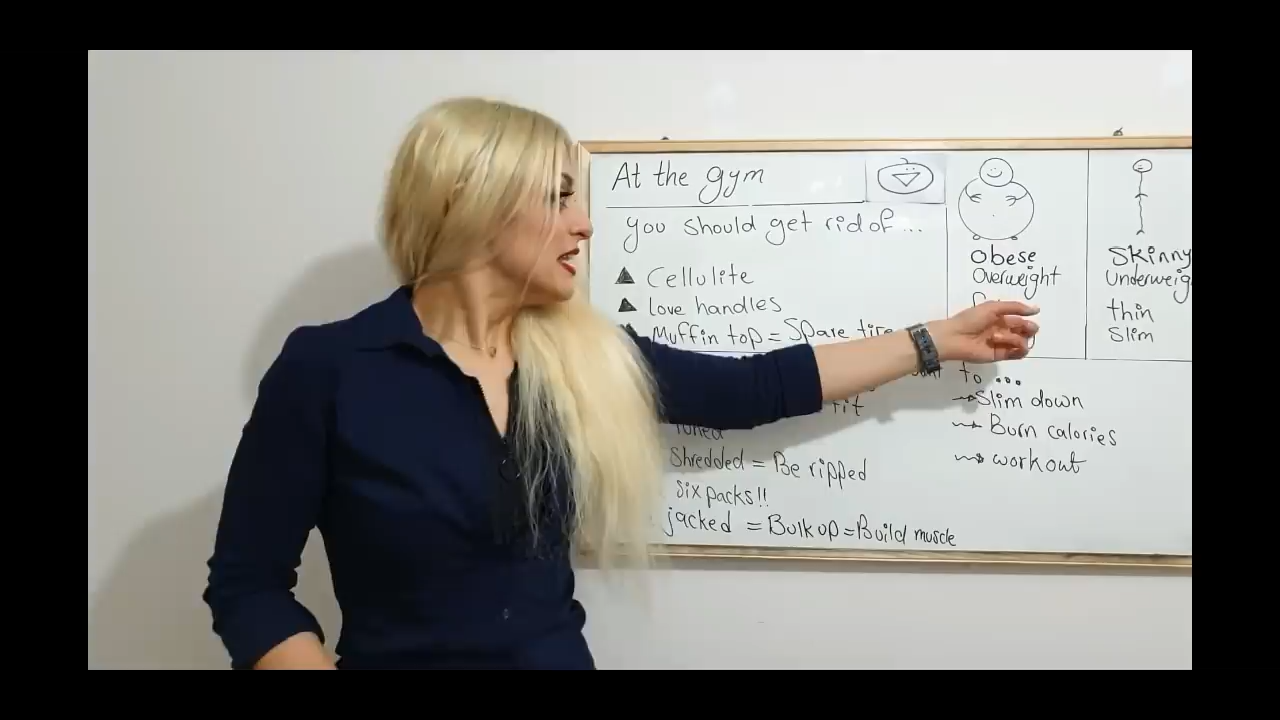 At the gym
you should get rid of ...
Cellulite
love handles
Muffin top = Spare tire
Obese
Overweight
Skinny
thin
Slim
to ...
Slim down
Burn calories
workout
Toned
Shredded = Be ripped
Six packs!!
jacked = Bulk up = Build muscle